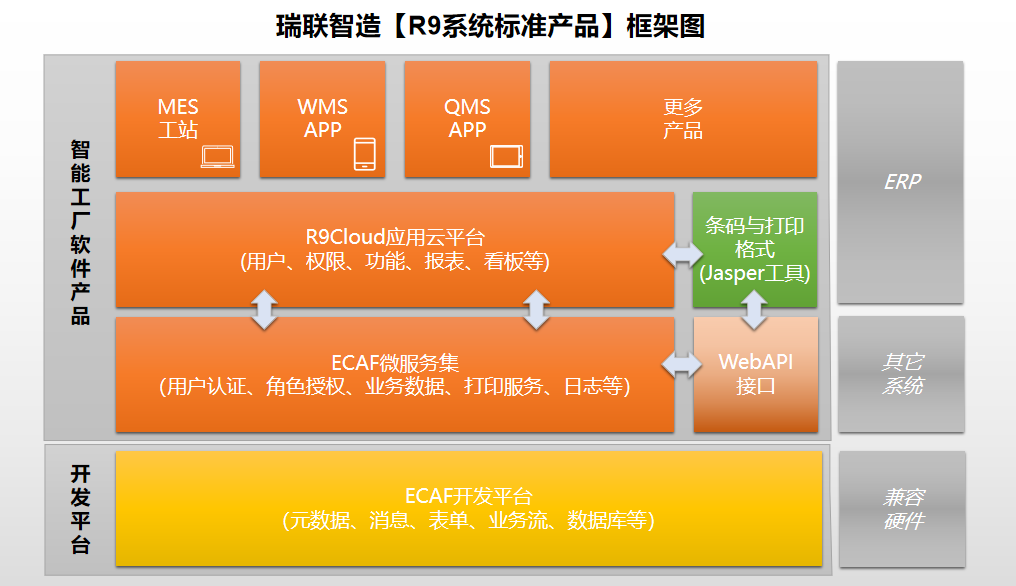 瑞联智造【R9系统标准产品】框架图
智能工厂软件产品
MES
工站
WMS
APP
QMS
APP
更多
产品
ERP
R9Cloud应用云平台
(用户、权限、功能、报表、看板等)
条码与打印
格式
(Jasper工具)
ECAF微服务集
(用户认证、角色授权、业务数据、打印服务、日志等)
WebAPI
接口
其它
系统
开发平台
ECAF开发平台
(元数据、消息、表单、业务流、数据库等)
兼容
硬件